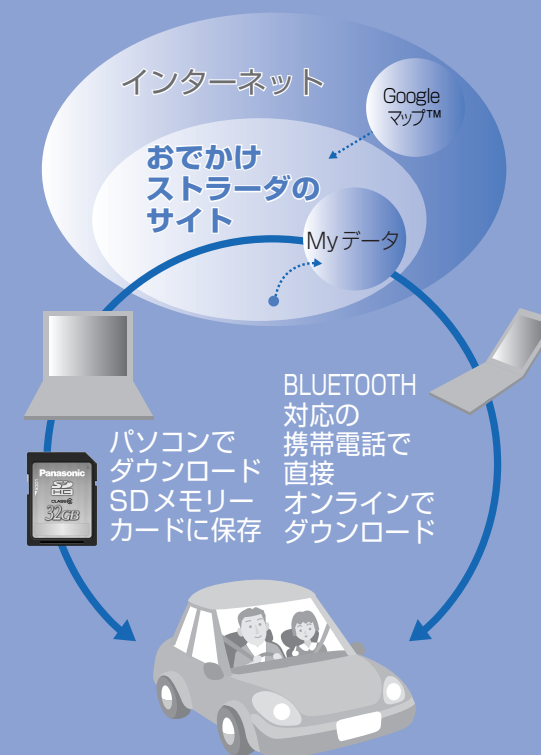 インターネット
Google
マップ™
おでかけ
ストラーダの
サイト
Myデータ
パソコンで
ダウンロード
SDメモリー
カードに保存
BLUETOOTH
対応の
携帯電話で
直接
オンラインで
ダウンロード
Panasonic
SD
HC
CLASS
32GB